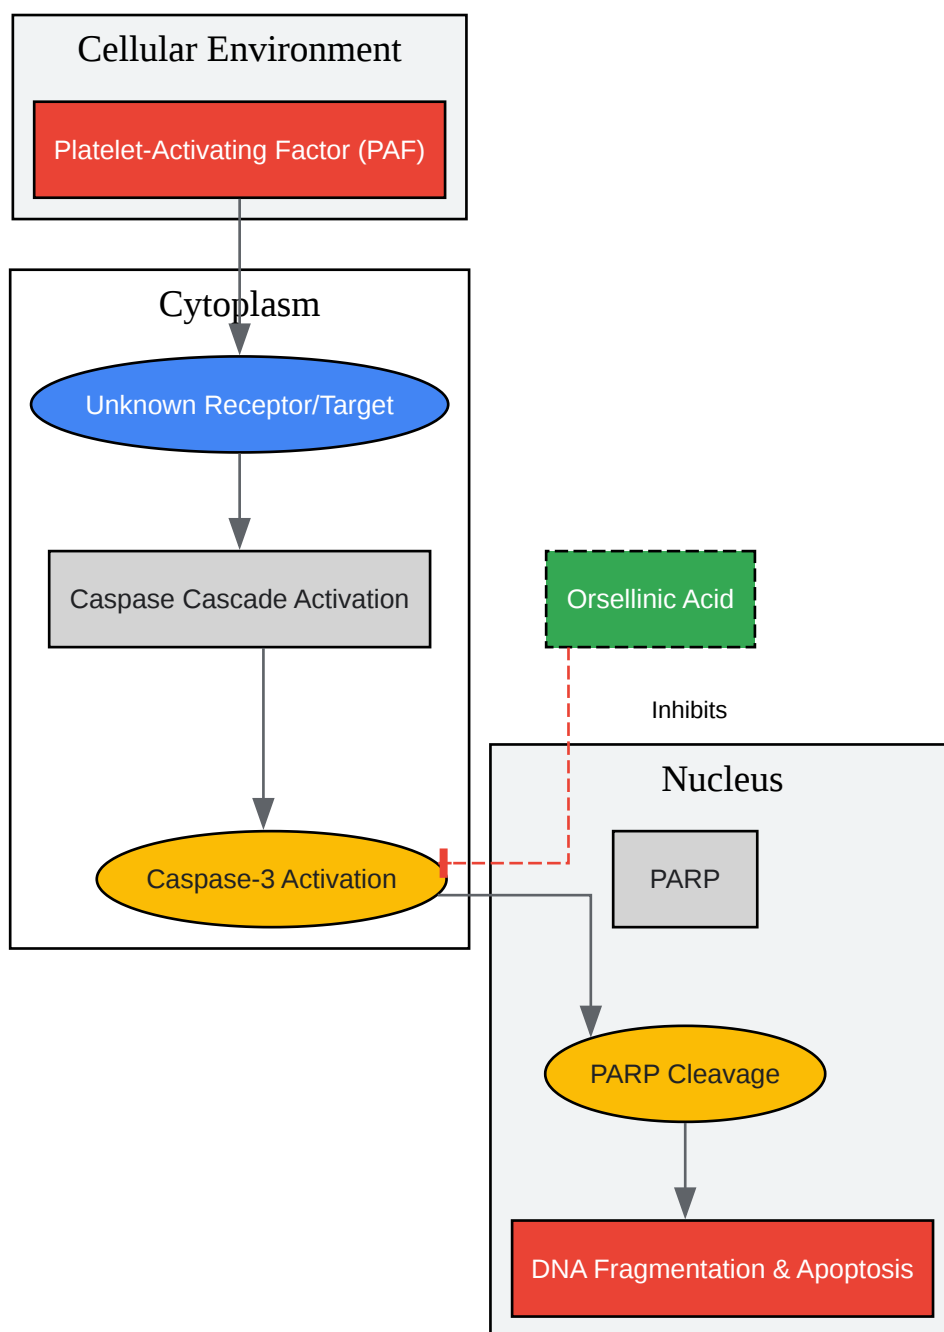 Cellular Environment
Platelet-Activating Factor (PAF)
Cytoplasm
Unknown Receptor/Target
Caspase Cascade Activation
Orsellinic Acid
Inhibits
Nucleus
Caspase-3 Activation
PARP
PARP Cleavage
DNA Fragmentation & Apoptosis